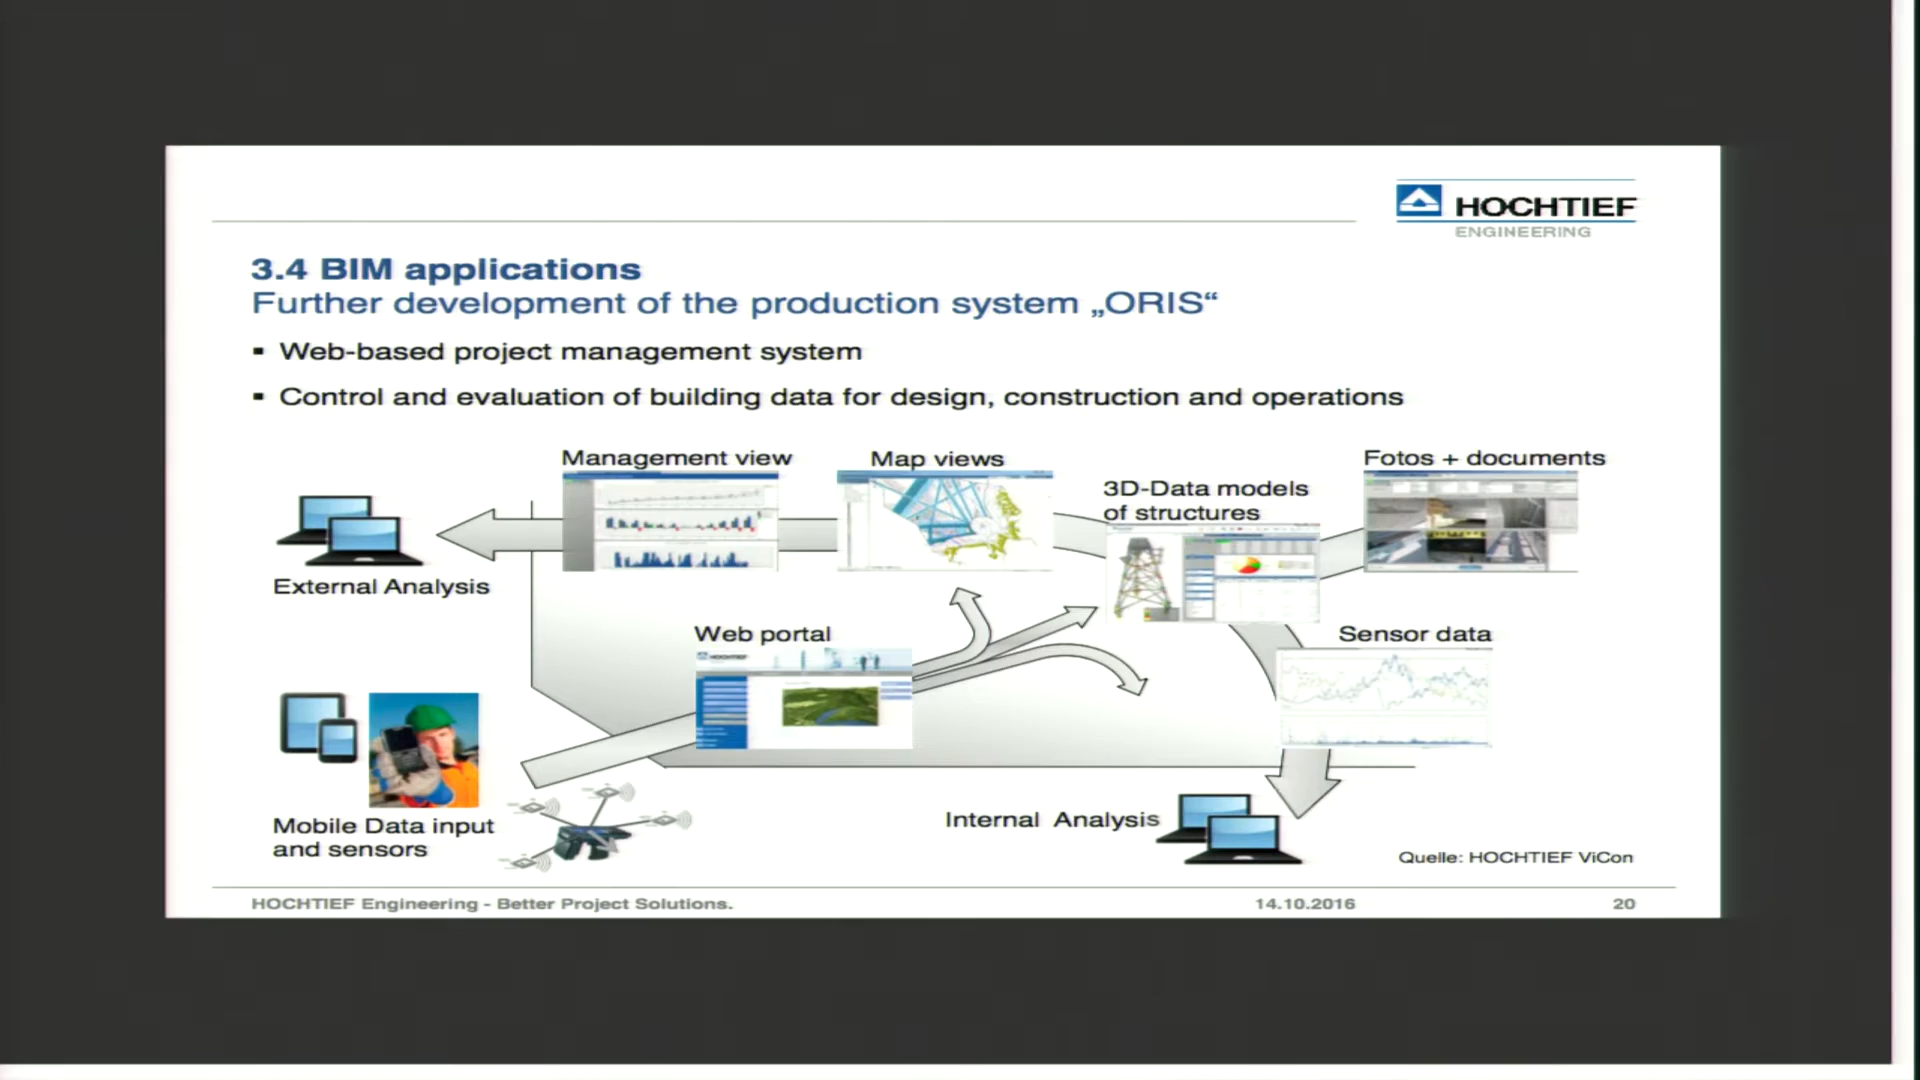 HOCHTIEF
ENGINEERING
3.4 BIM applications
Further development of the production system „ORIS“
▪ Web-based project management system
▪ Control and evaluation of building data for design, construction and operations
Management view
Map views
3D-Data models
of structures
Fotos + documents
External Analysis
Web portal
HOCHTIEF
Sensor data
Mobile Data input
and sensors
Internal Analysis
Quelle: HOCHTIEF ViCon
HOCHTIEF Engineering - Better Project Solutions.
14.10.2016
20